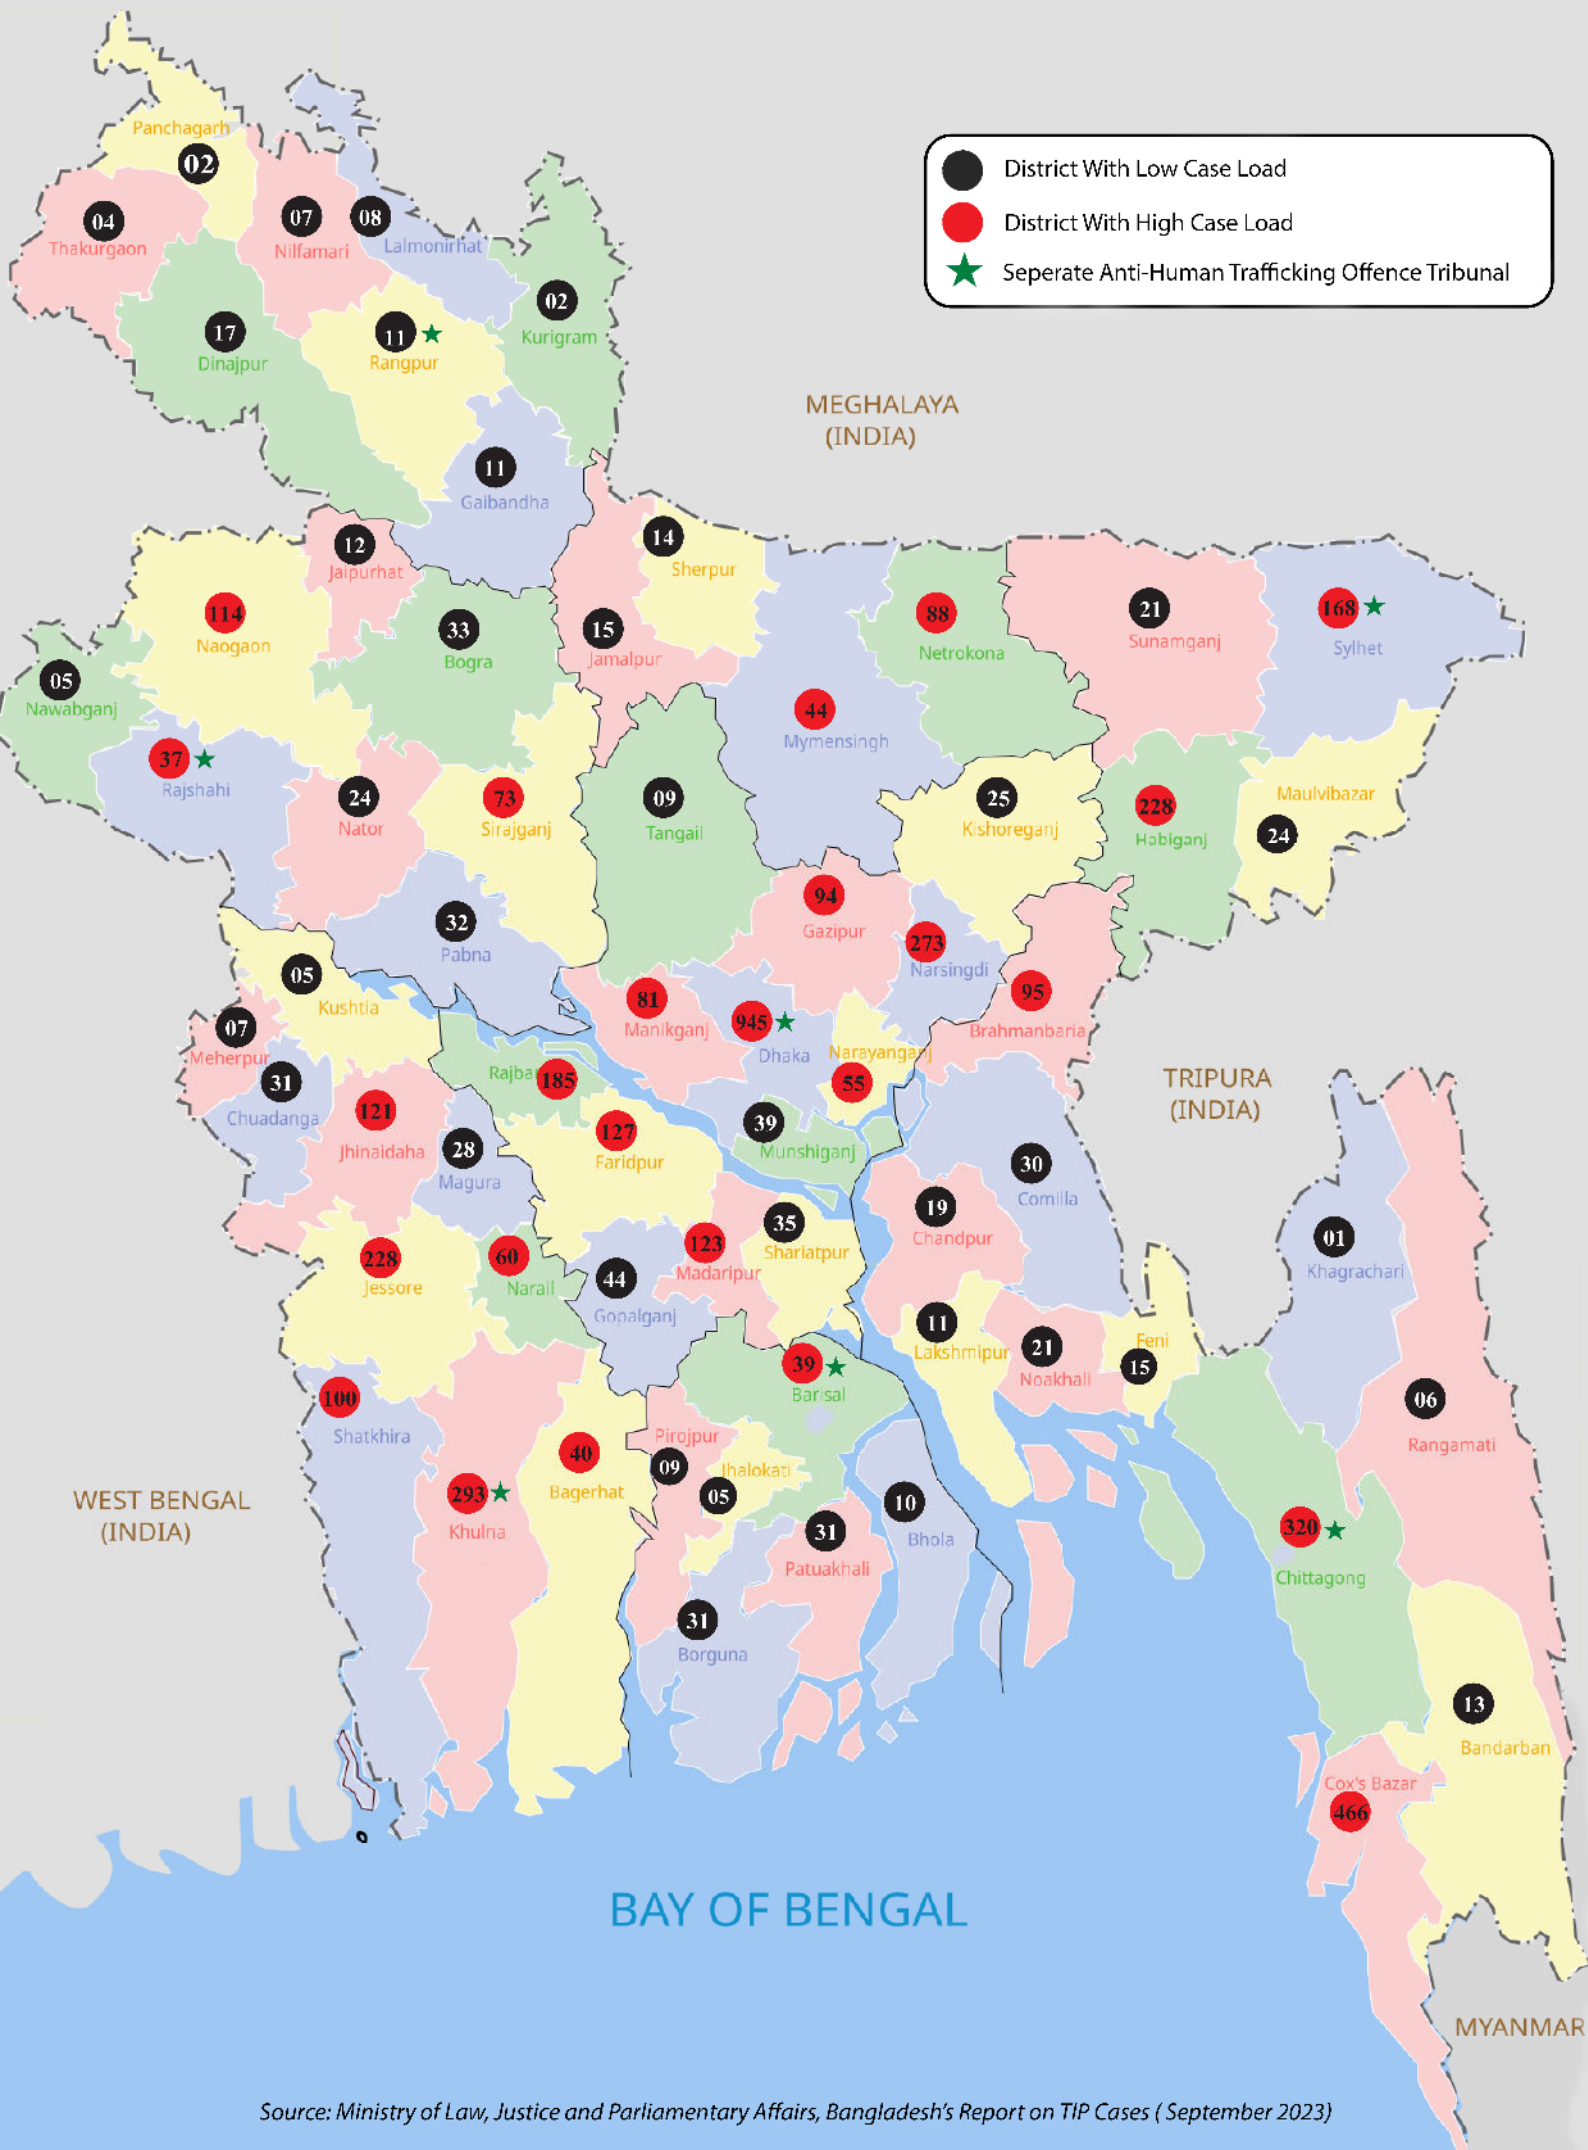 Panchagarh
02
04
Thakurgaon
07
Nilfamari
08
Lalmonirhat
02
Kurigram
17
Dinajpur
11
Rangpur
11
Gaibandha
District With Low Case Load
District With High Case Load
Seperate Anti-Human Trafficking Offence Tribunal
MEGHALAYA
(INDIA)
12
Jaipurhat
14
Sherpur
114
Naogaon
33
Bogra
15
Jamalpur
88
Netrokona
21
Sunamganj
168
Sylhet
05
Nawabganj
37
Rajshahi
24
Nator
73
Sirajganj
09
Tangail
44
Mymensingh
25
Kishoreganj
228
Habiganj
Maulvibazar
24
32
Pabna
94
Gazipur
273
Narsingdi
95
Brahmanbaria
05
Kushtia
81
Manikganj
945
Dhaka
Narayanganj
55
07
Meherpur
31
Chuadanga
Rajba
185
121
Jhinaidaha
28
Magura
127
Faridpur
39
Munshiganj
TRIPURA
(INDIA)
30
Comilla
19
Chandpur
35
Shariatpur
123
Madaripur
44
Gopalganj
60
Narail
228
Jessore
01
Khagrachari
11
Lakshmipur
21
Noakhali
Feni
15
06
Rangamati
39
Barisal
100
Shatkhira
293
Khulna
40
Bagerhat
Pirojpur
09
Jhalokati
05
31
Patuakhali
10
Bhola
31
Borguna
WEST BENGAL
(INDIA)
320
Chittagong
13
Bandarban
Cox's Bazar
466
BAY OF BENGAL
MYANMAR
Source: Ministry of Law, Justice and Parliamentary Affairs, Bangladesh's Report on TIP Cases ( September 2023)